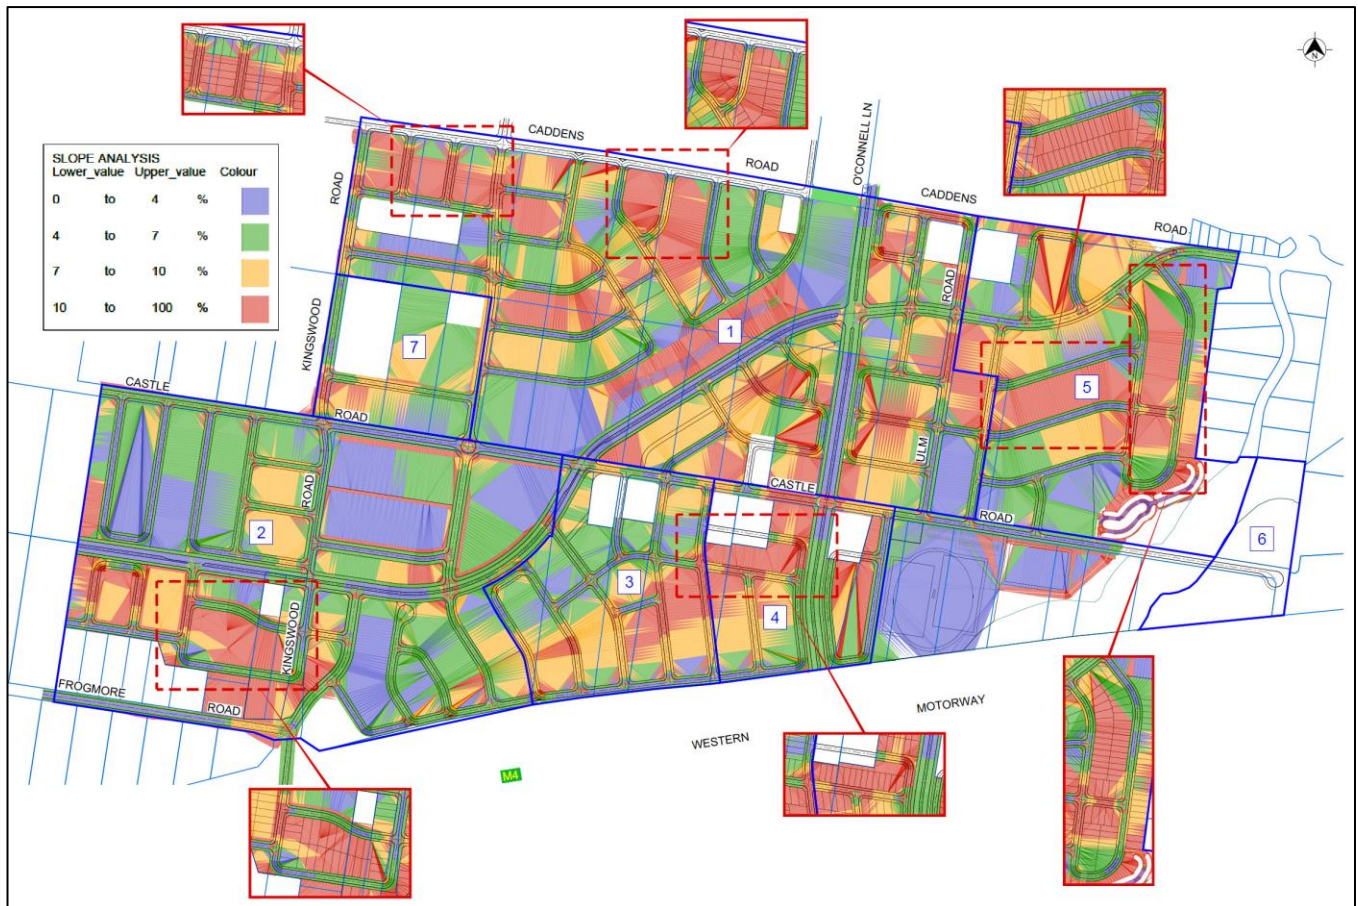 N
CADDENS
ROAD
O'CONNELL LN
CADDENS
ROAD
SLOPE ANALYSIS
Lower_value Upper_value Colour
0 to 4 %
4 to 7 %
7 to 10 %
10 to 100 %
ROAD
KINGSWOOD
ROAD
1
7
5
CASTLE
ROAD
ULM
CASTLE
ROAD
ROAD
2
3
4
6
KINGSWOOD
FROGMORE
ROAD
WESTERN
MOTORWAY
M4